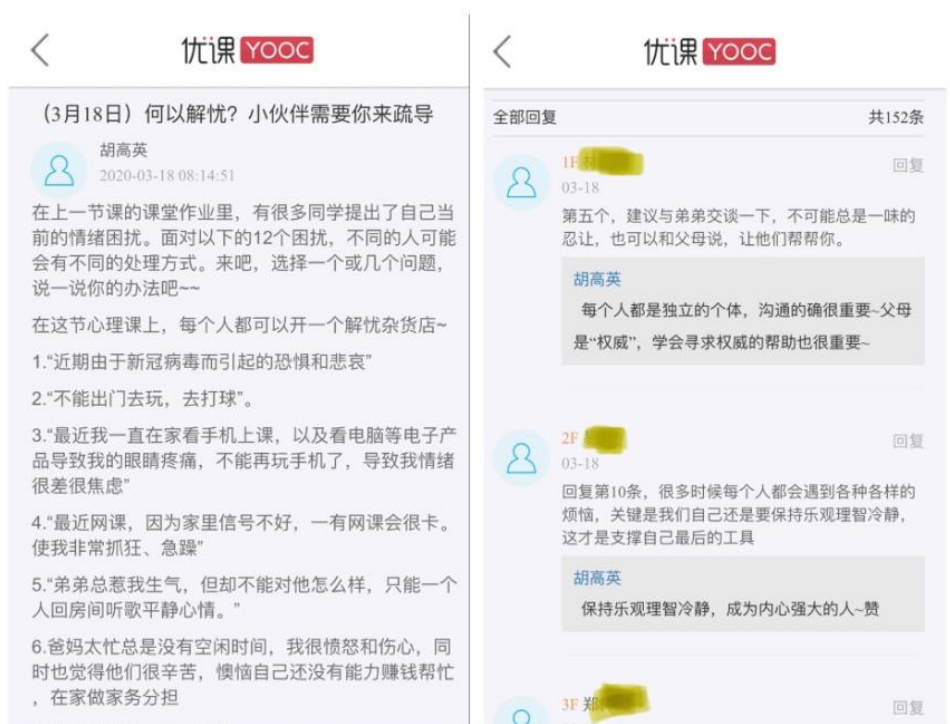 优课 YOOC
（3月18日）何以解忧？小伙伴需要你来疏导
胡高英
2020-03-18 08:14:51
在上一节课的课堂作业里，有很多同学提出了自己当
前的情绪困扰。面对以下的12个困扰，不同的人可能
会有不同的处理方式。来吧，选择一个或几个问题，
说一说你的办法吧~~
在这节心理课上，每个人都可以开一个解忧杂货店~
1.“近期由于新冠病毒而引起的恐惧和悲哀”
2.“不能出门去玩，去打球”。
3.“最近我一直在家看手机上课，以及看电脑等电子产
品导致我的眼睛疼痛，不能再玩手机了，导致我情绪
很差很焦虑”
4.“最近网课，因为家里信号不好，一有网课会很卡。
使我非常抓狂、急躁”
5.“弟弟总惹我生气，但却不能对他怎么样，只能一个
人回房间听歌平静心情。”
6.爸妈太忙总是没有空闲时间，我很愤怒和伤心，同
时也觉得他们很辛苦，懊恼自己还没有能力赚钱帮忙
，在家做家务分担
优课 YOOC
全部回复 共152条
1F 回复
03-18
第五个，建议与弟弟交谈一下，不可能总是一味的
忍让，也可以和父母说，让他们帮帮你。
胡高英
每个人都是独立的个体，沟通的确很重要~父母
是“权威”，学会寻求权威的帮助也很重要~
2F 回复
03-18
回复第10条，很多时候每个人都会遇到各种各样的
烦恼，关键是我们自己还是要保持乐观理智冷静，
这才是支撑自己最后的工具
胡高英
保持乐观理智冷静，成为内心强大的人~赞
3F 郑 回复